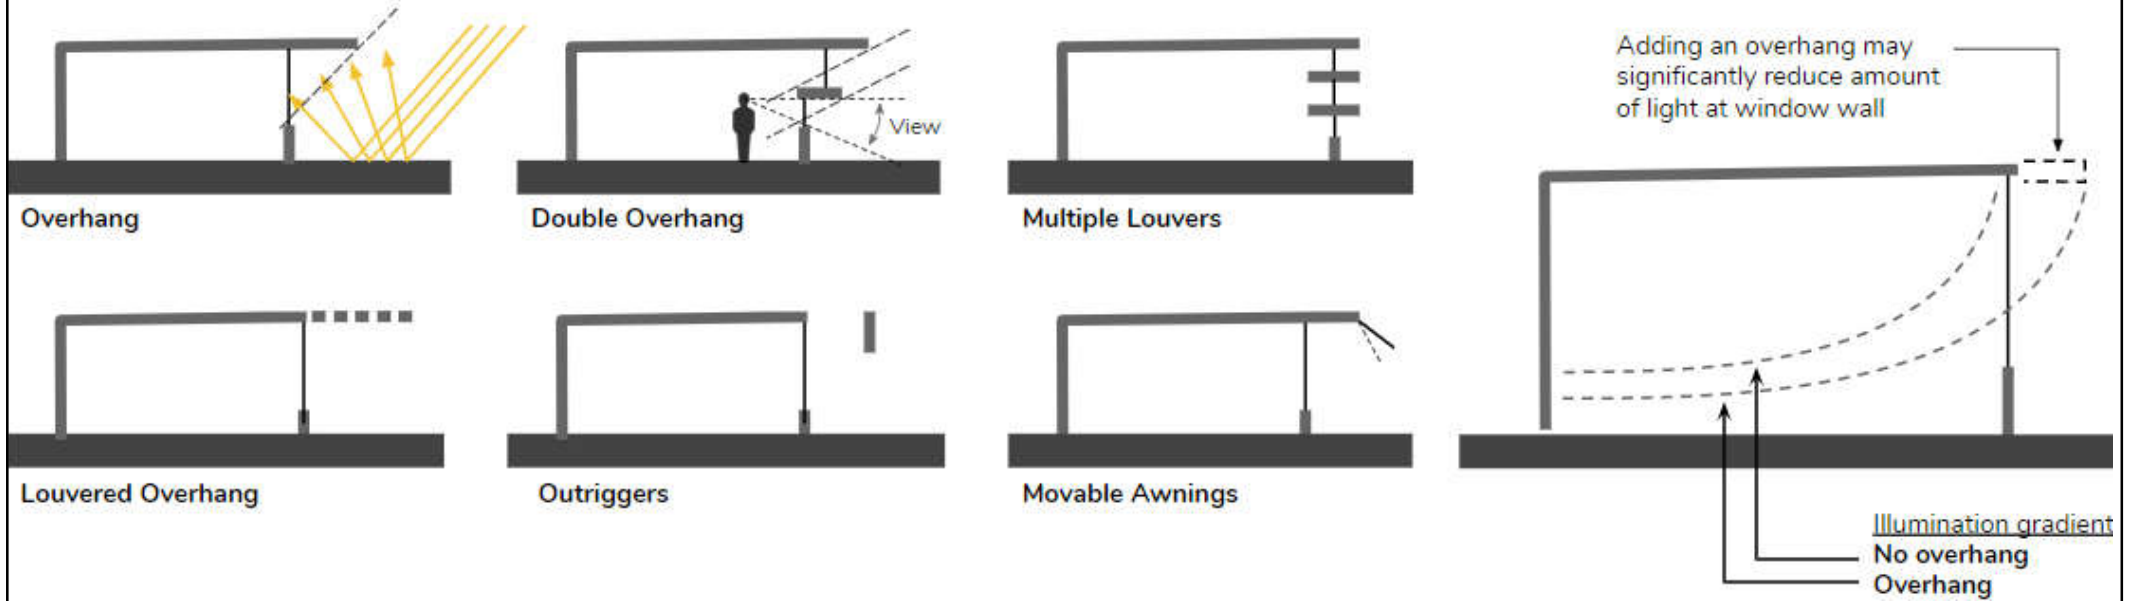 View
Overhang
Double Overhang
Multiple Louvers
Louvered Overhang
Outriggers
Movable Awnings
Adding an overhang may
significantly reduce amount
of light at window wall
Illumination gradient
No overhang
Overhang